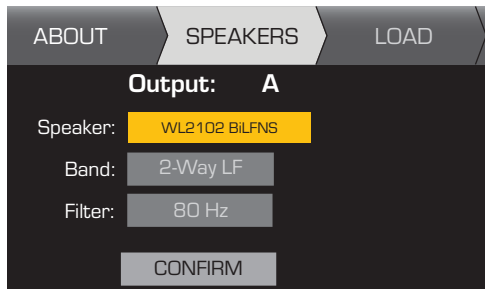 ABOUT SPEAKERS LOAD
Output: A
Speaker: WL2102 BiLFNS
Band: 2-Way LF
Filter: 80 Hz
CONFIRM